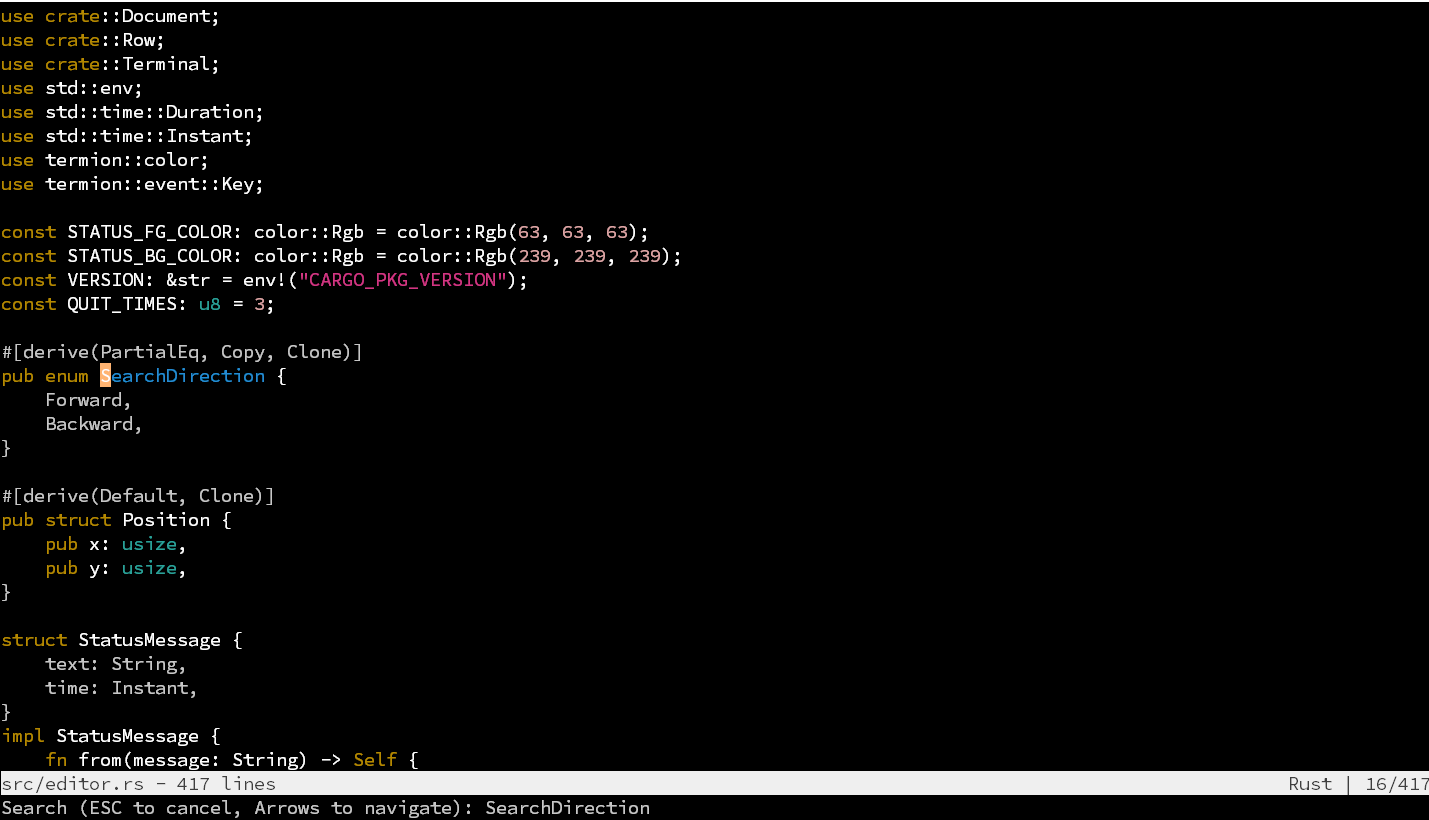 use crate::Document;
use crate::Row;
use crate::Terminal;
use std::env;
use std::time::Duration;
use std::time::Instant;
use termion::color;
use termion::event::Key;

const STATUS_FG_COLOR: color::Rgb = color::Rgb(63, 63, 63);
const STATUS_BG_COLOR: color::Rgb = color::Rgb(239, 239, 239);
const VERSION: &str = env!("CARGO_PKG_VERSION");
const QUIT_TIMES: u8 = 3;

#[derive(PartialEq, Copy, Clone)]
pub enum SearchDirection {
    Forward,
    Backward,
}

#[derive(Default, Clone)]
pub struct Position {
    pub x: usize,
    pub y: usize,
}

struct StatusMessage {
    text: String,
    time: Instant,
}
impl StatusMessage {
    fn from(message: String) -> Self {
src/editor.rs - 417 lines Rust | 16/417
Search (ESC to cancel, Arrows to navigate): SearchDirection